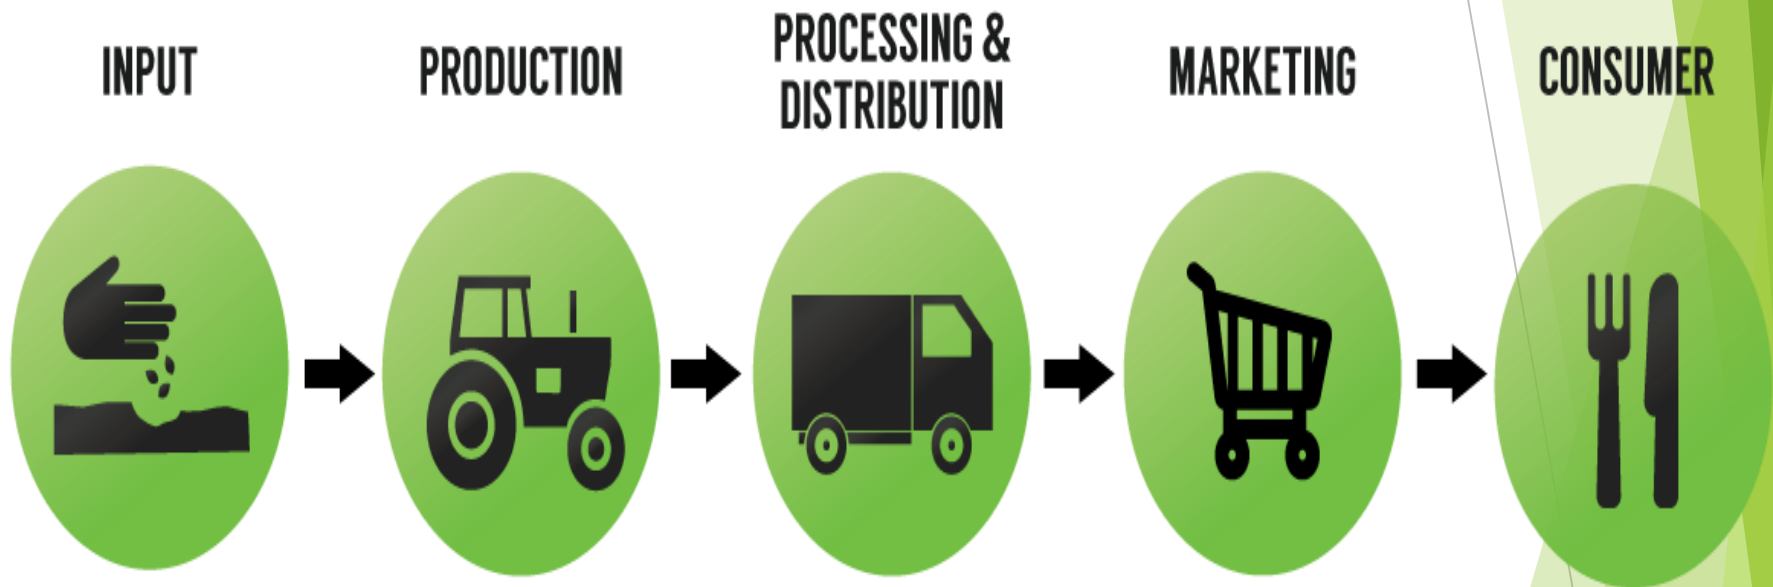 INPUT
PRODUCTION
PROCESSING &
DISTRIBUTION
MARKETING
CONSUMER